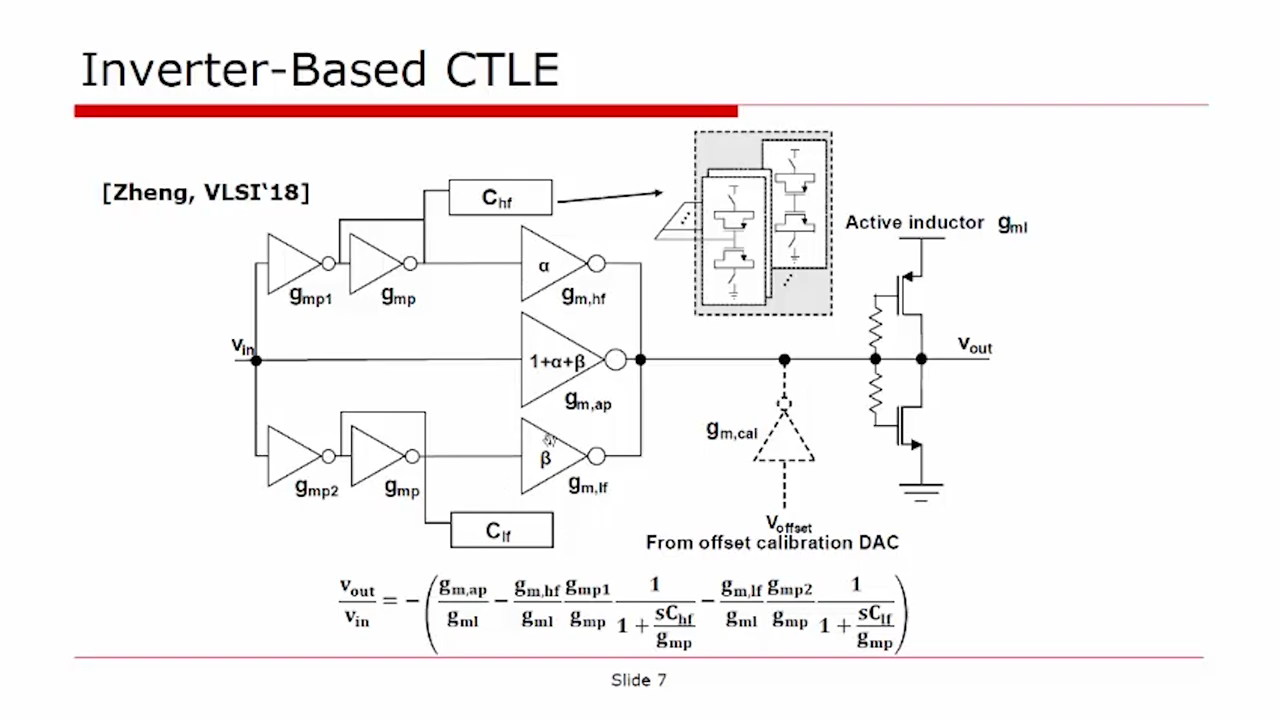 Inverter-Based CTLE
[Zheng, VLSI‘18]
C_hf
Active inductor g_ml
α
g_mp1
g_mp
g_m,hf
v_in
1+α+β
v_out
g_m,ap
g_m,cal
β
g_mp2
g_mp
g_m,lf
C_lf
V_offset
From offset calibration DAC
v_out/v_in = −(g_m,ap/g_ml − g_m,hf/g_ml g_mp1/g_mp 1/(1 + sC_hf/g_mp) − g_m,lf/g_ml g_mp2/g_mp 1/(1 + sC_lf/g_mp))
Slide 7